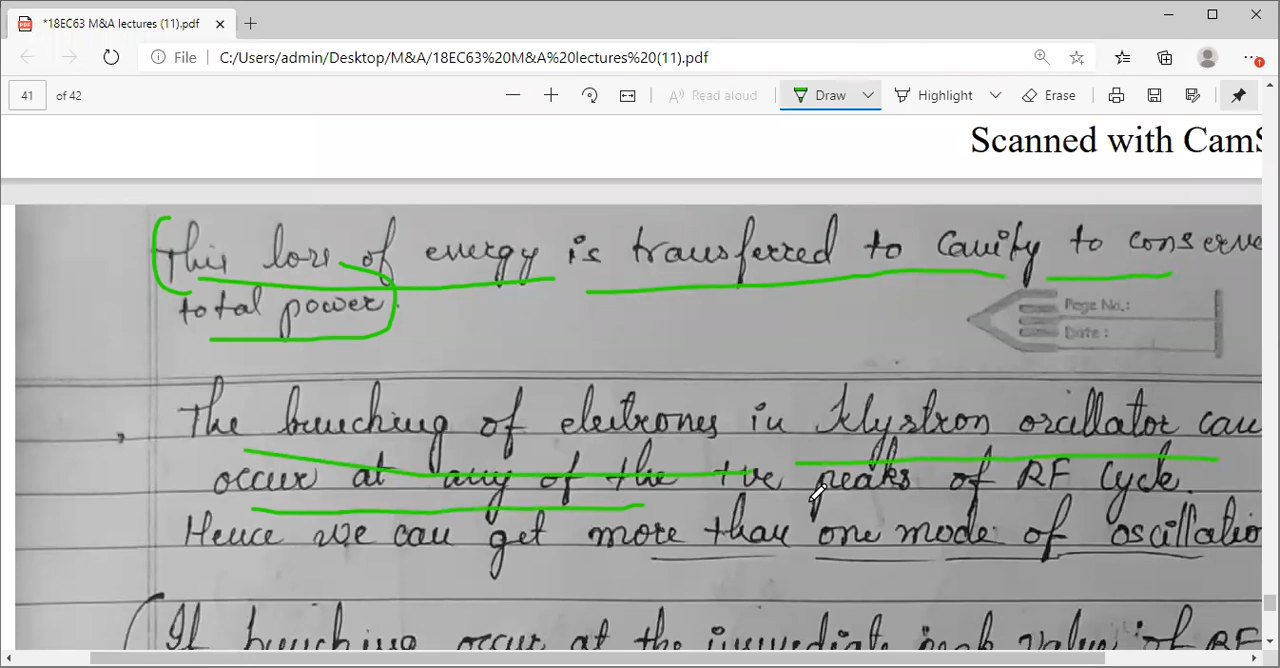 *18EC63 M&A lectures (11).pdf
File C:/Users/admin/Desktop/M&A/18EC63%20M&A%20lectures%20(11).pdf
41 of 42 Read aloud Draw Highlight Erase
Scanned with CamS
This loss of energy is transferred to cavity to conserve
total power.
Page No.:
Date :
The bunching of electrones in klystron oscillator can
occur at any of the +ve peaks of RF cycle.
Hence we can get more than one mode of oscillatio
If bunching occur at the immediate peak value of RF